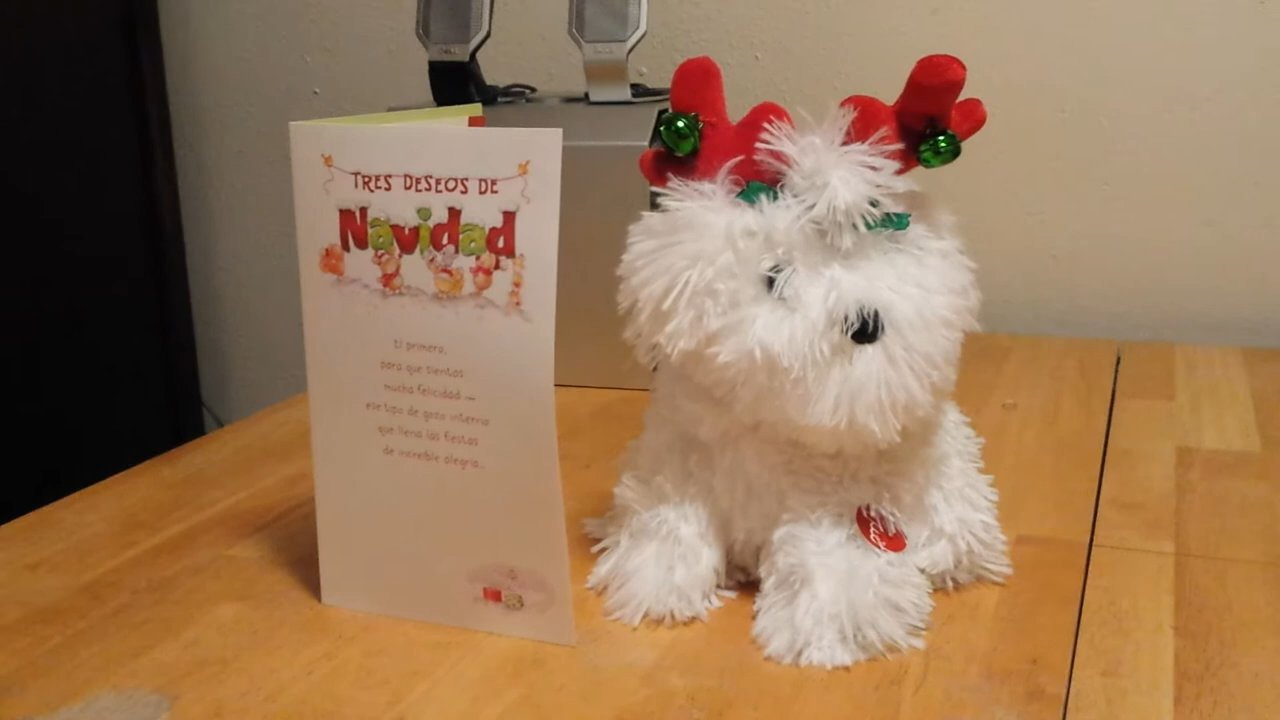 DELL
TRES DESEOS DE
Navidad
El primero,
para que sientas
mucha felicidad...
ese tipo de gozo interno
que llena las fiestas
de increíble alegría...